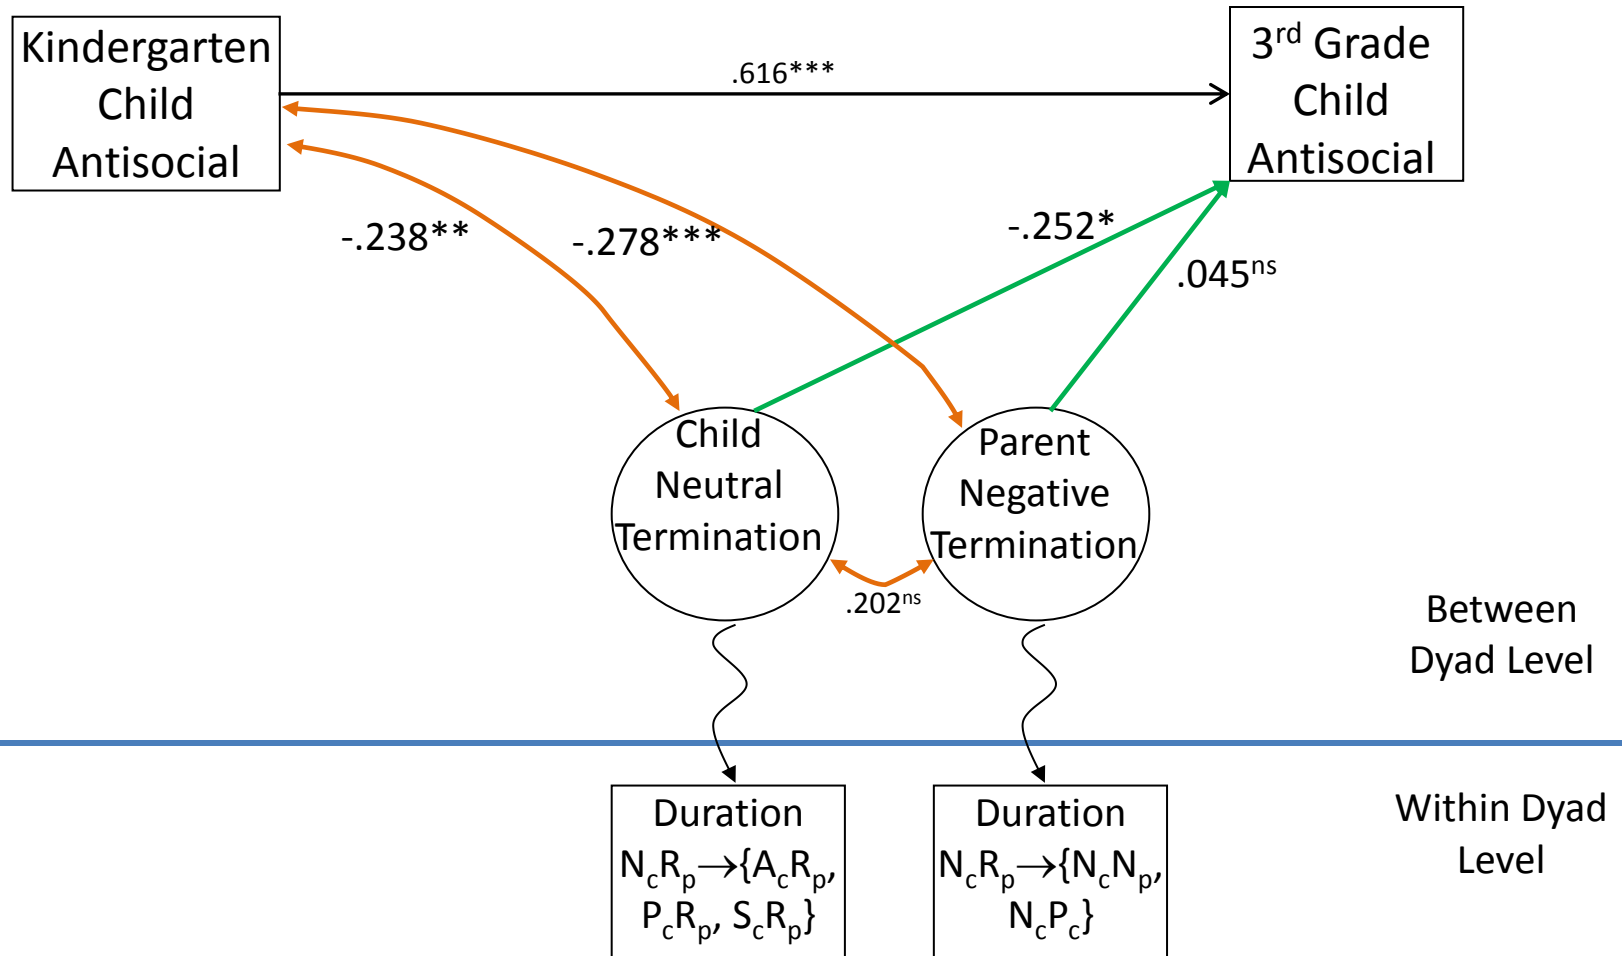 Kindergarten
Child
Antisocial
.616***
3rd Grade
Child
Antisocial
-.238**
-.278***
-.252*
.045ns
Child
Neutral
Termination
Parent
Negative
Termination
.202ns
Between
Dyad Level
Within Dyad
Level
Duration
NcRp→{AcRp,
PcRp, ScRp}
Duration
NcRp→{NcNp,
NcPc}